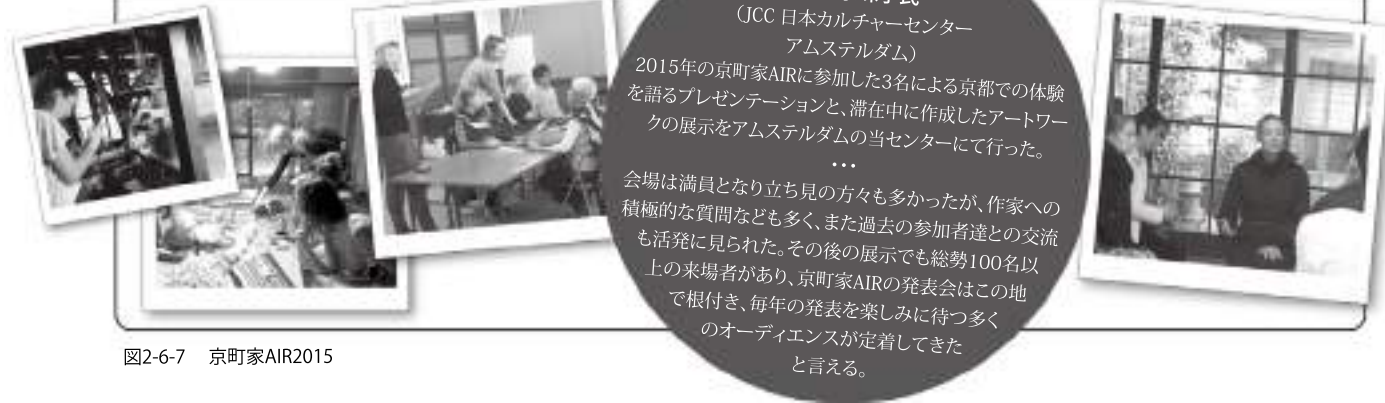 （JCC 日本カルチャーセンター
アムステルダム）
2015年の京町家AIRに参加した3名による京都での体験
を語るプレゼンテーションと、滞在中に作成したアートワー
クの展示をアムステルダムの当センターにて行った。
…
会場は満員となり立ち見の方々も多かったが、作家への
積極的な質問なども多く、また過去の参加者達との交流
も活発に見られた。その後の展示でも総勢100名以
上の来場者があり、京町家AIRの発表会はこの地
で根付き、毎年の発表を楽しみに待つ多く
のオーディエンスが定着してきた
と言える。
図2-6-7 京町家AIR2015